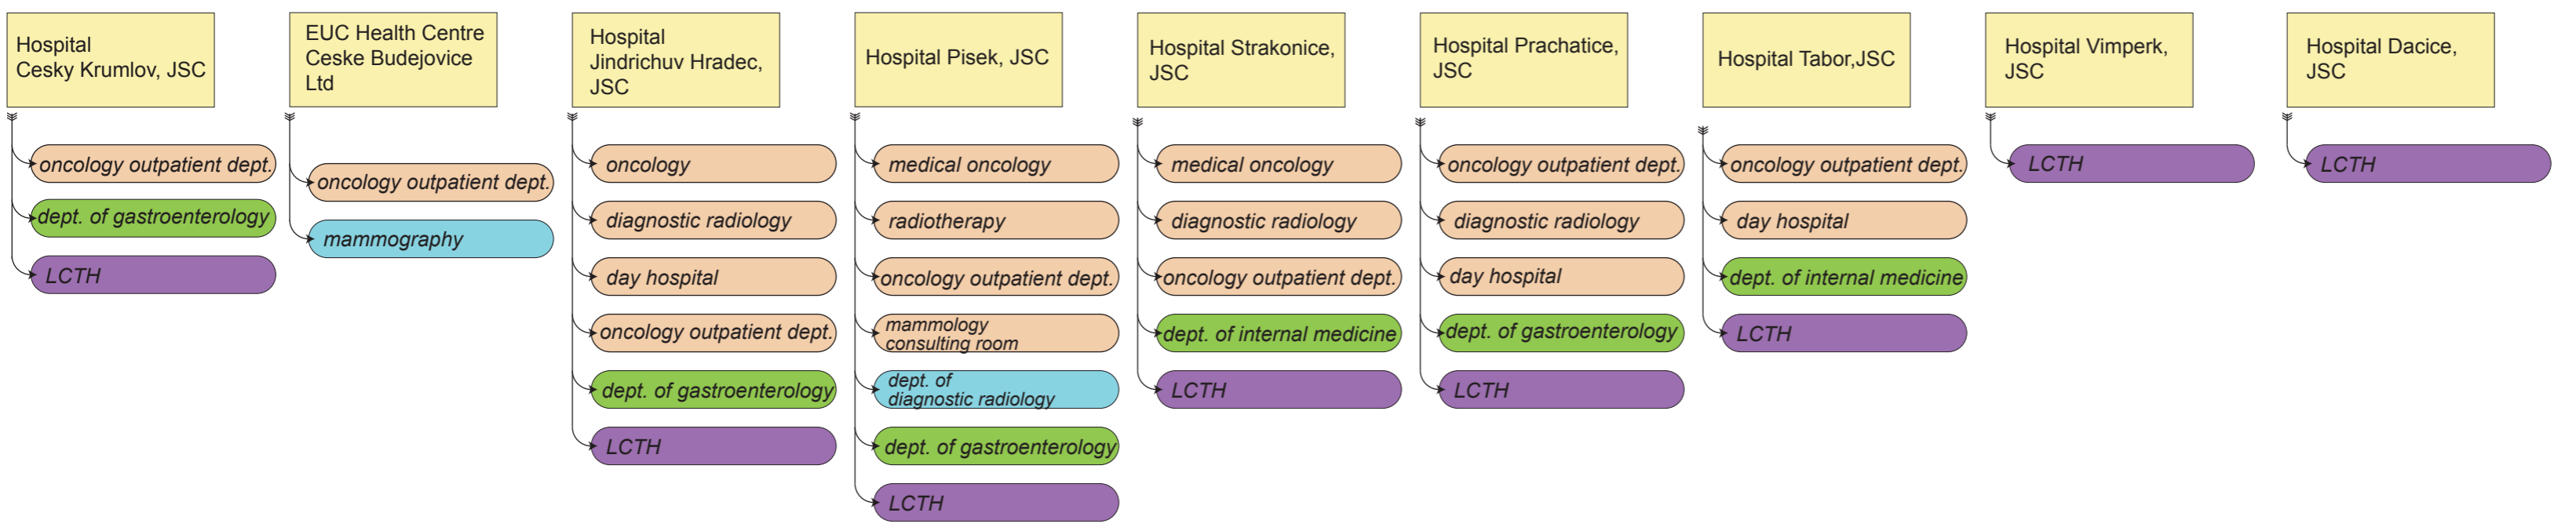 Hospital
Cesky Krumlov, JSC
oncology outpatient dept.
dept. of gastroenterology
LCTH
EUC Health Centre
Ceske Budejovice
Ltd
oncology outpatient dept.
mammography
Hospital
Jindrichuv Hradec,
JSC
oncology
diagnostic radiology
day hospital
oncology outpatient dept.
dept. of gastroenterology
LCTH
Hospital Pisek, JSC
medical oncology
radiotherapy
oncology outpatient dept.
mammology
consulting room
dept. of
diagnostic radiology
dept. of gastroenterology
LCTH
Hospital Strakonice,
JSC
medical oncology
diagnostic radiology
oncology outpatient dept.
dept. of internal medicine
LCTH
Hospital Prachatice,
JSC
oncology outpatient dept.
diagnostic radiology
day hospital
dept. of gastroenterology
LCTH
Hospital Tabor,JSC
oncology outpatient dept.
day hospital
dept. of internal medicine
LCTH
Hospital Vimperk,
JSC
LCTH
Hospital Dacice,
JSC
LCTH